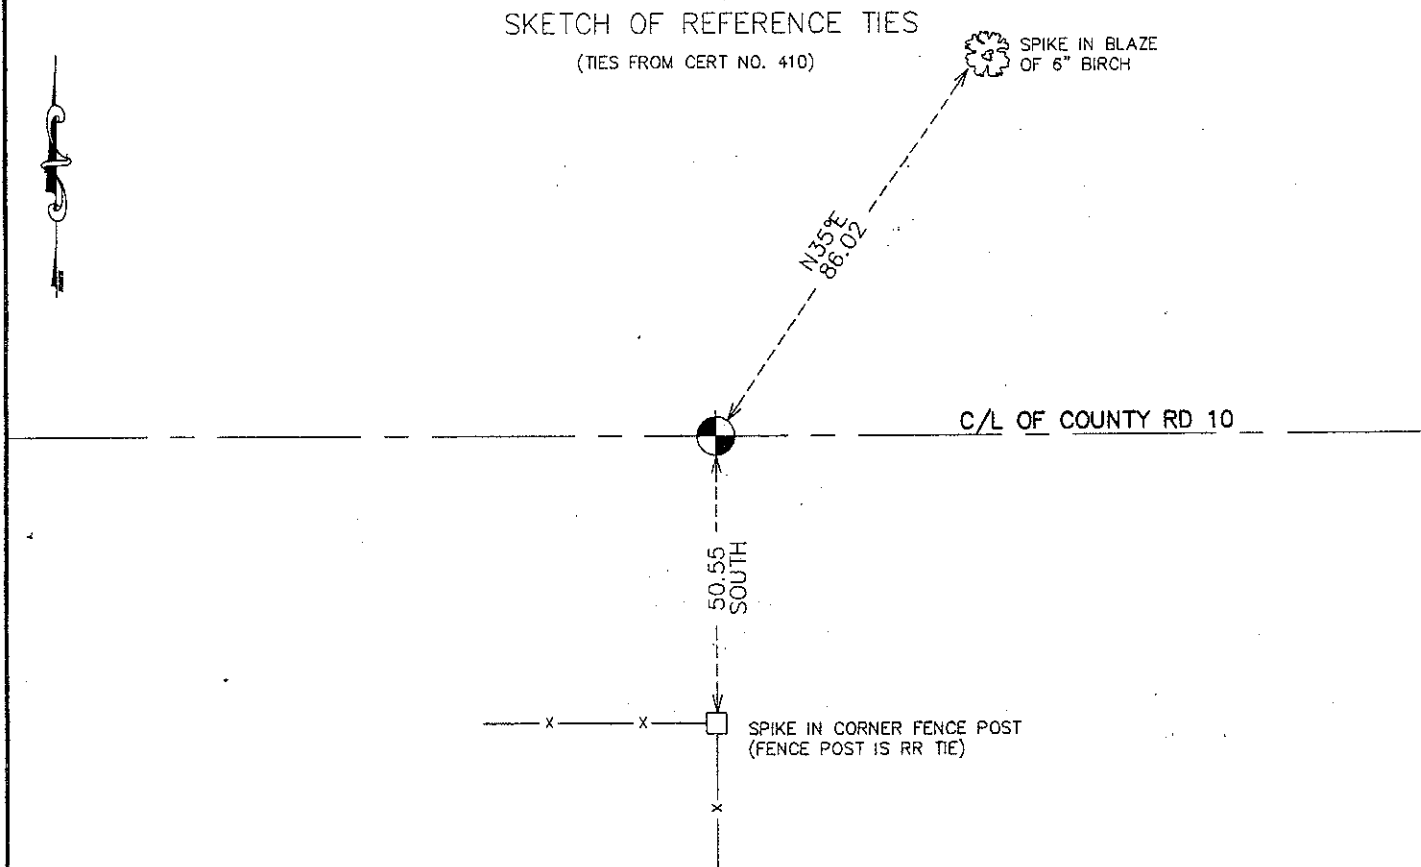 SKETCH OF REFERENCE TIES
(TIES FROM CERT NO. 410)
SPIKE IN BLAZE
OF 6" BIRCH
N35°E
86.02
C/L OF COUNTY RD 10
50.55
SOUTH
X X
SPIKE IN CORNER FENCE POST
(FENCE POST IS RR TIE)
X